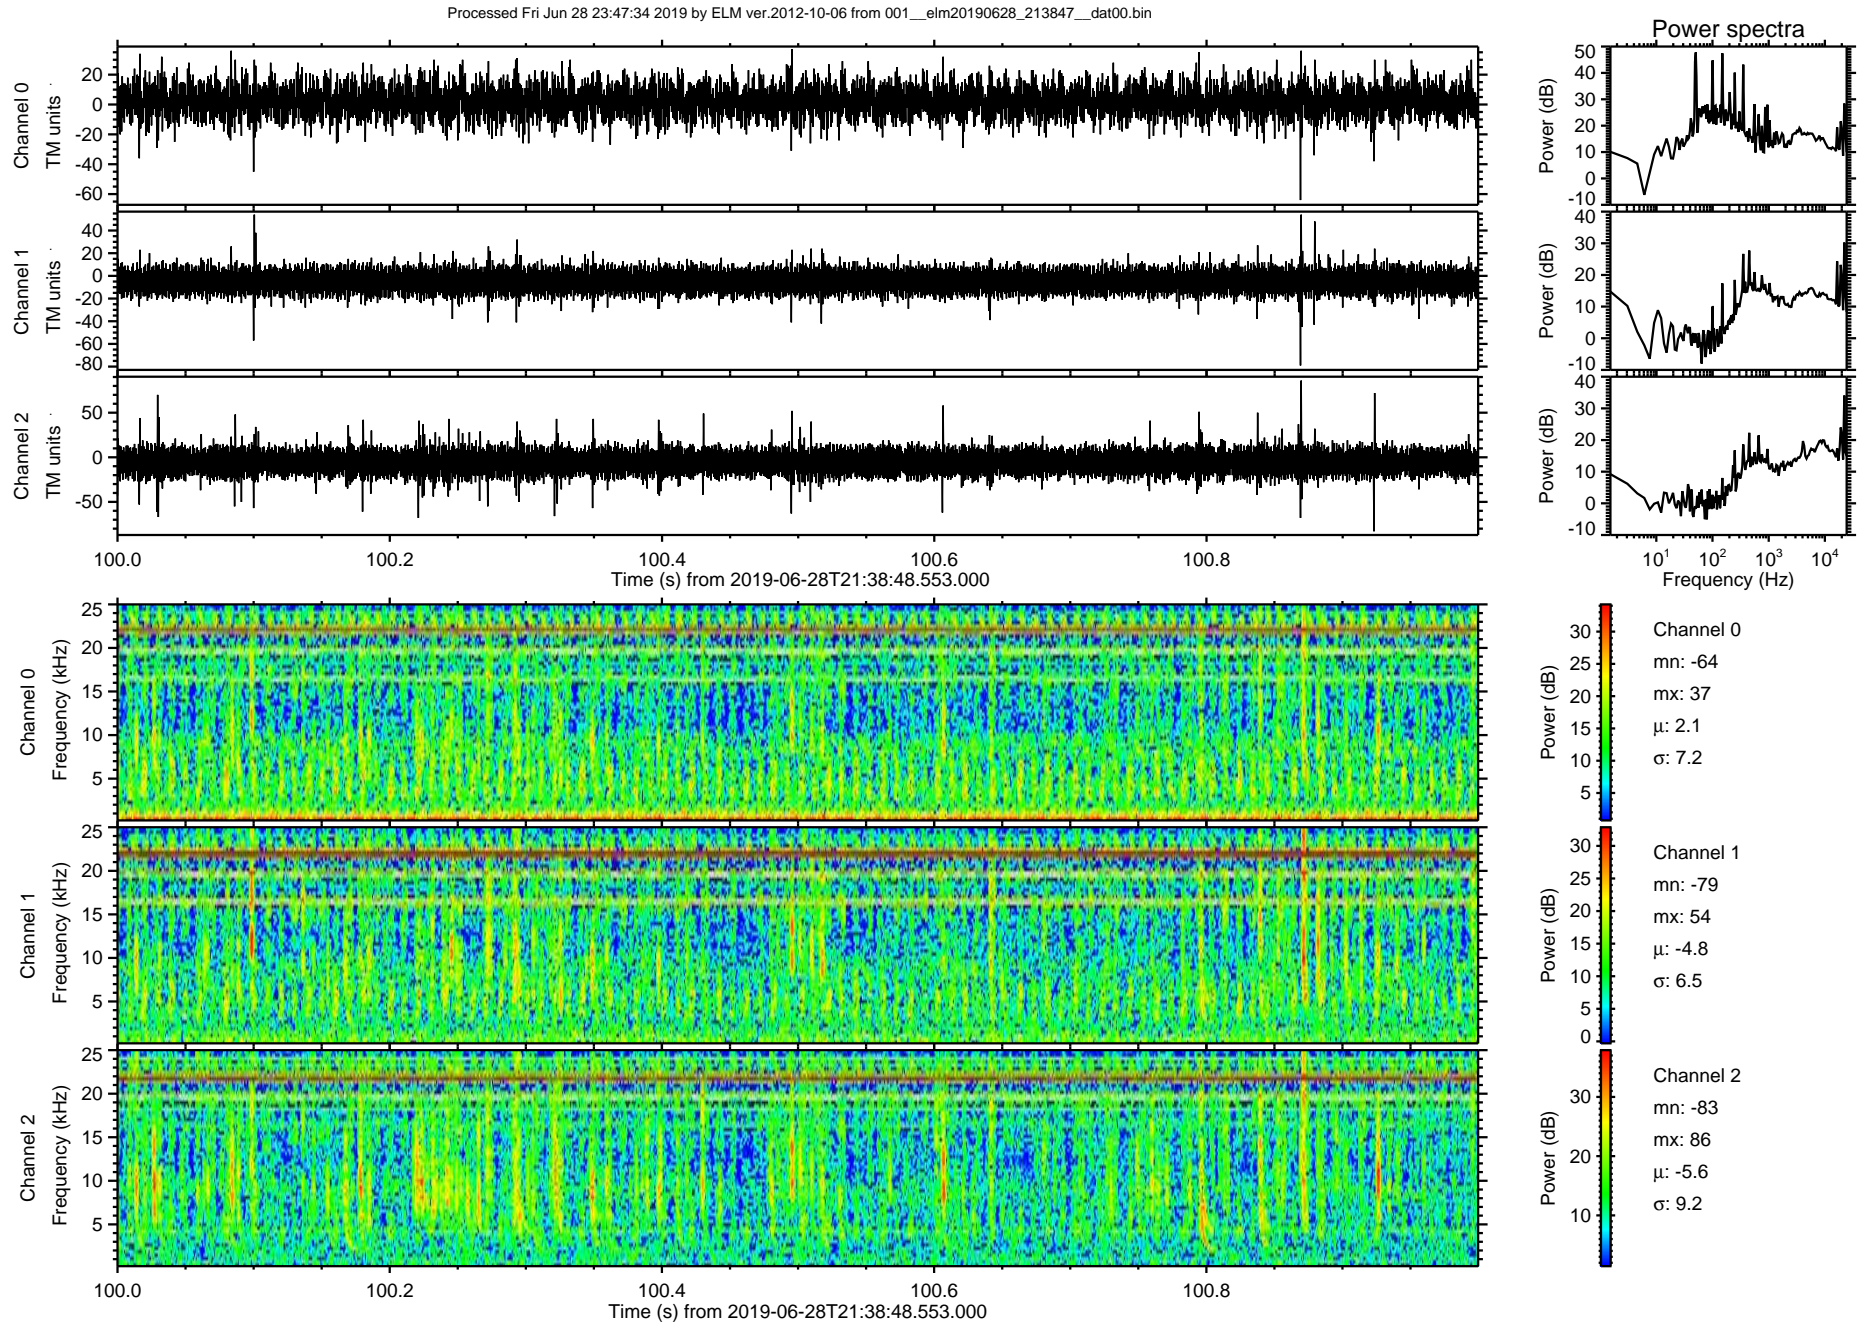 Processed Fri Jun 28 23:47:34 2019 by ELM ver.2012-10-06 from 001__elm20190628_213847__dat00.bin
Power spectra
Channel 0
TM units
20
0
-20
-40
-60
Power (dB)
50
40
30
20
10
0
-10
Channel 1
TM units
40
20
0
-20
-40
-60
-80
Power (dB)
40
30
20
10
0
-10
Channel 2
TM units
50
0
-50
Power (dB)
40
30
20
10
0
-10
100.0 100.2 100.4 100.6 100.8
Time (s) from 2019-06-28T21:38:48.553.000
10^1 10^2 10^3 10^4
Frequency (Hz)
Channel 0
Frequency (kHz)
25
20
15
10
5
Power (dB)
30
25
20
15
10
5
Channel 0
mn: -64
mx: 37
μ: 2.1
σ: 7.2
Channel 1
Frequency (kHz)
25
20
15
10
5
Power (dB)
30
25
20
15
10
5
0
Channel 1
mn: -79
mx: 54
μ: -4.8
σ: 6.5
Channel 2
Frequency (kHz)
25
20
15
10
5
Power (dB)
30
20
10
Channel 2
mn: -83
mx: 86
μ: -5.6
σ: 9.2
100.0 100.2 100.4 100.6 100.8
Time (s) from 2019-06-28T21:38:48.553.000